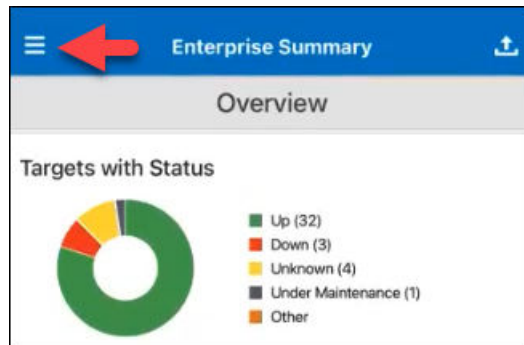 Enterprise Summary
Overview
Targets with Status
Up (32)
Down (3)
Unknown (4)
Under Maintenance (1)
Other